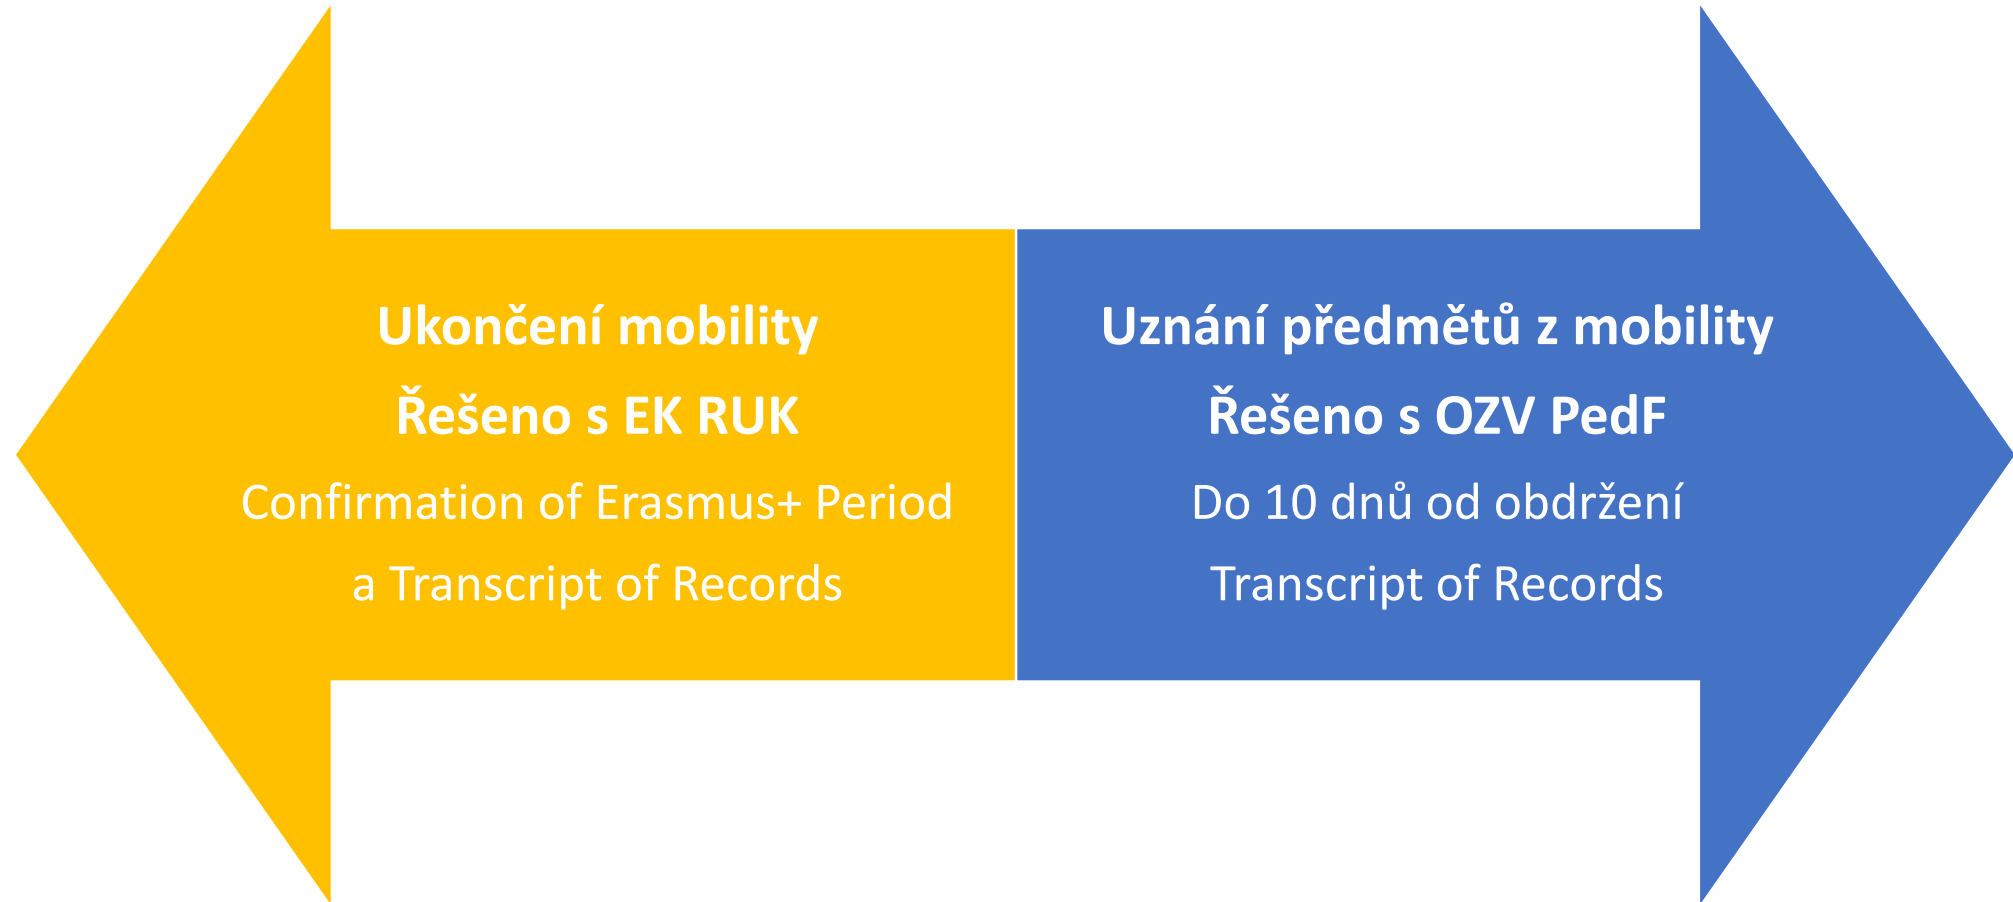 Ukončení mobility
Řešeno s EK RUK
Confirmation of Erasmus+ Period
a Transcript of Records
Uznání předmětů z mobility
Řešeno s OZV PedF
Do 10 dnů od obdržení
Transcript of Records